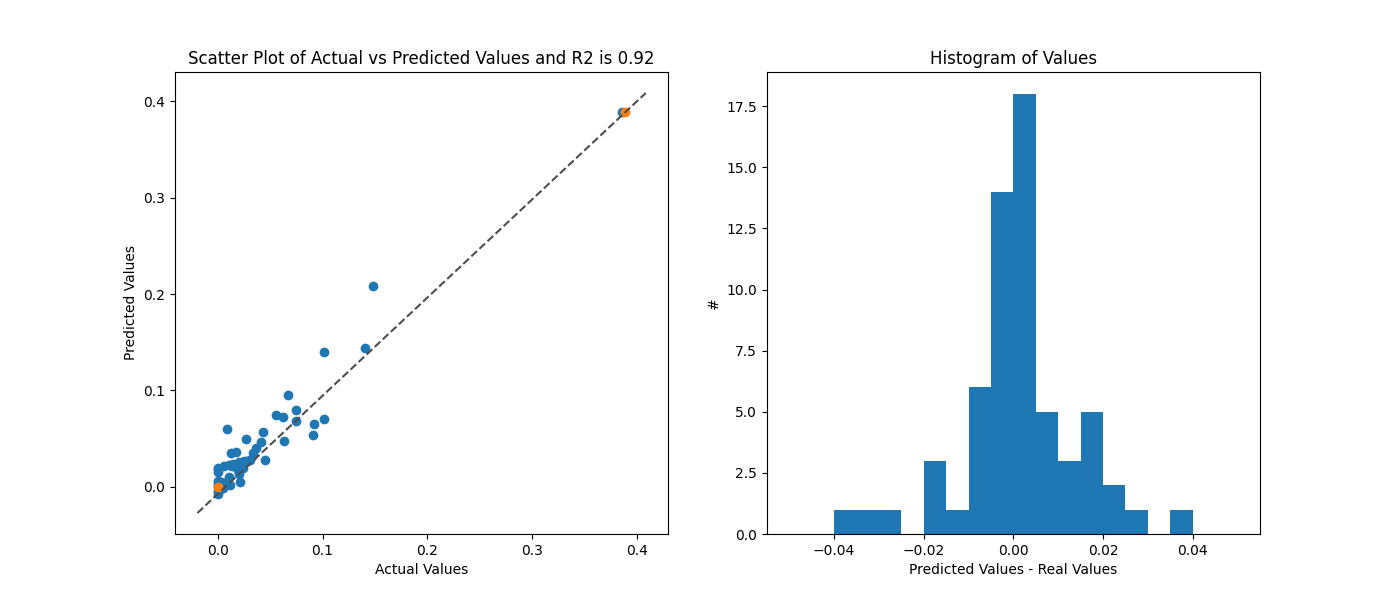 Scatter Plot of Actual vs Predicted Values and R2 is 0.92
Predicted Values
0.4
0.3
0.2
0.1
0.0
0.0 0.1 0.2 0.3 0.4
Actual Values
Histogram of Values
#
17.5
15.0
12.5
10.0
7.5
5.0
2.5
0.0
−0.04 −0.02 0.00 0.02 0.04
Predicted Values - Real Values